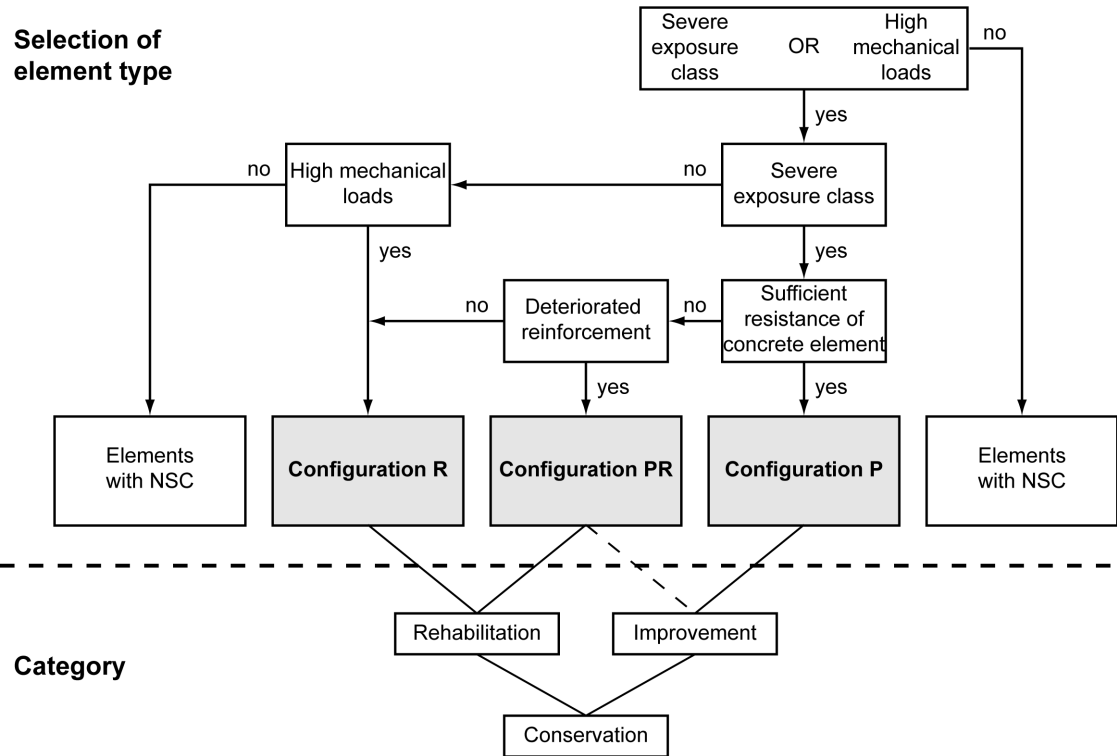 Selection of
element type
Severe
exposure
class
OR
High
mechanical
loads
no
yes
no
High mechanical
loads
no
Severe
exposure class
yes
yes
no
Deteriorated
reinforcement
no
Sufficient
resistance of
concrete element
yes
yes
Elements
with NSC
Configuration R
Configuration PR
Configuration P
Elements
with NSC
Rehabilitation
Improvement
Category
Conservation